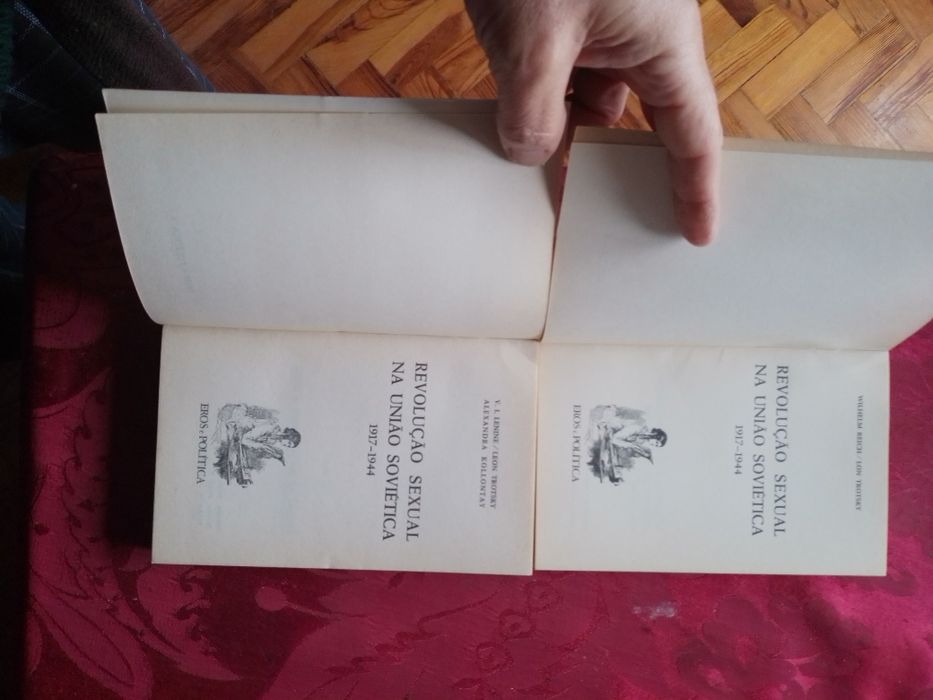 V. I. LENINE / LEON TROTSKY
ALEXANDRA KOLLONTAY
REVOLUÇÃO SEXUAL
NA UNIÃO SOVIÉTICA
1917-1944
EROS e POLÍTICA
WILHELM REICH / LÉON TROTSKY
REVOLUÇÃO SEXUAL
NA UNIÃO SOVIÉTICA
1917-1944
EROS e POLÍTICA